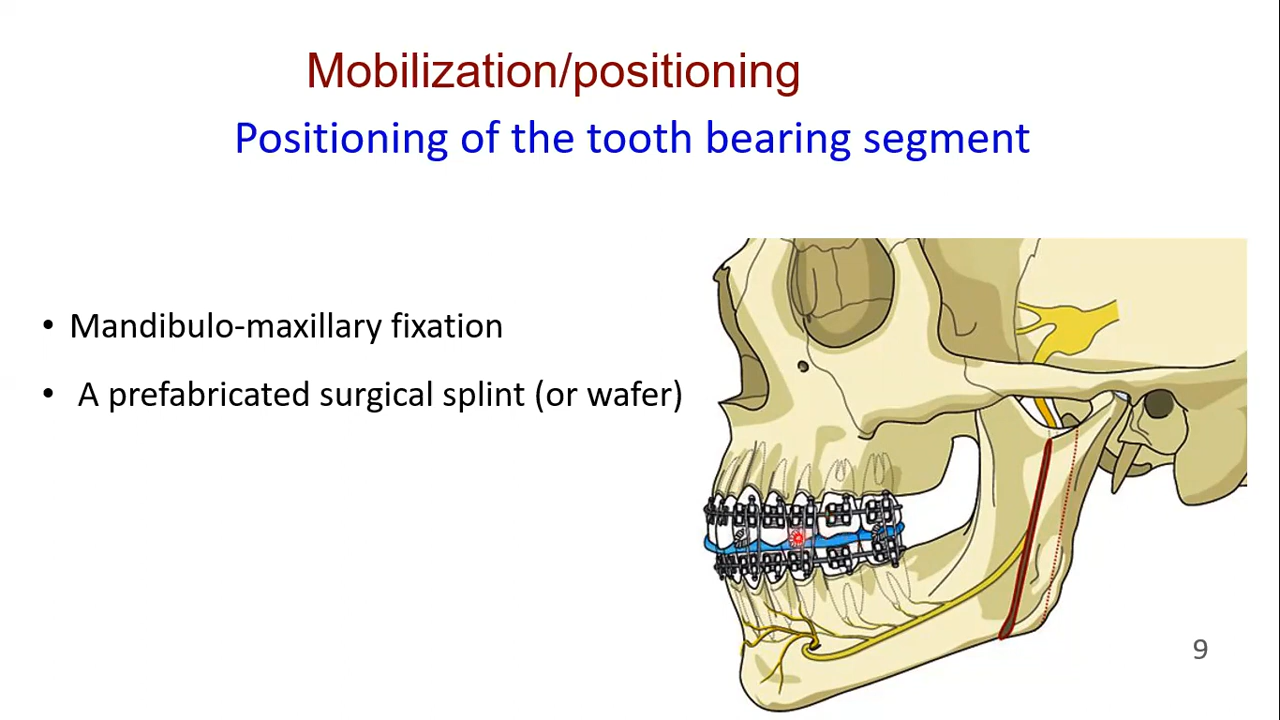 Mobilization/positioning
Positioning of the tooth bearing segment
• Mandibulo-maxillary fixation
• A prefabricated surgical splint (or wafer)
9